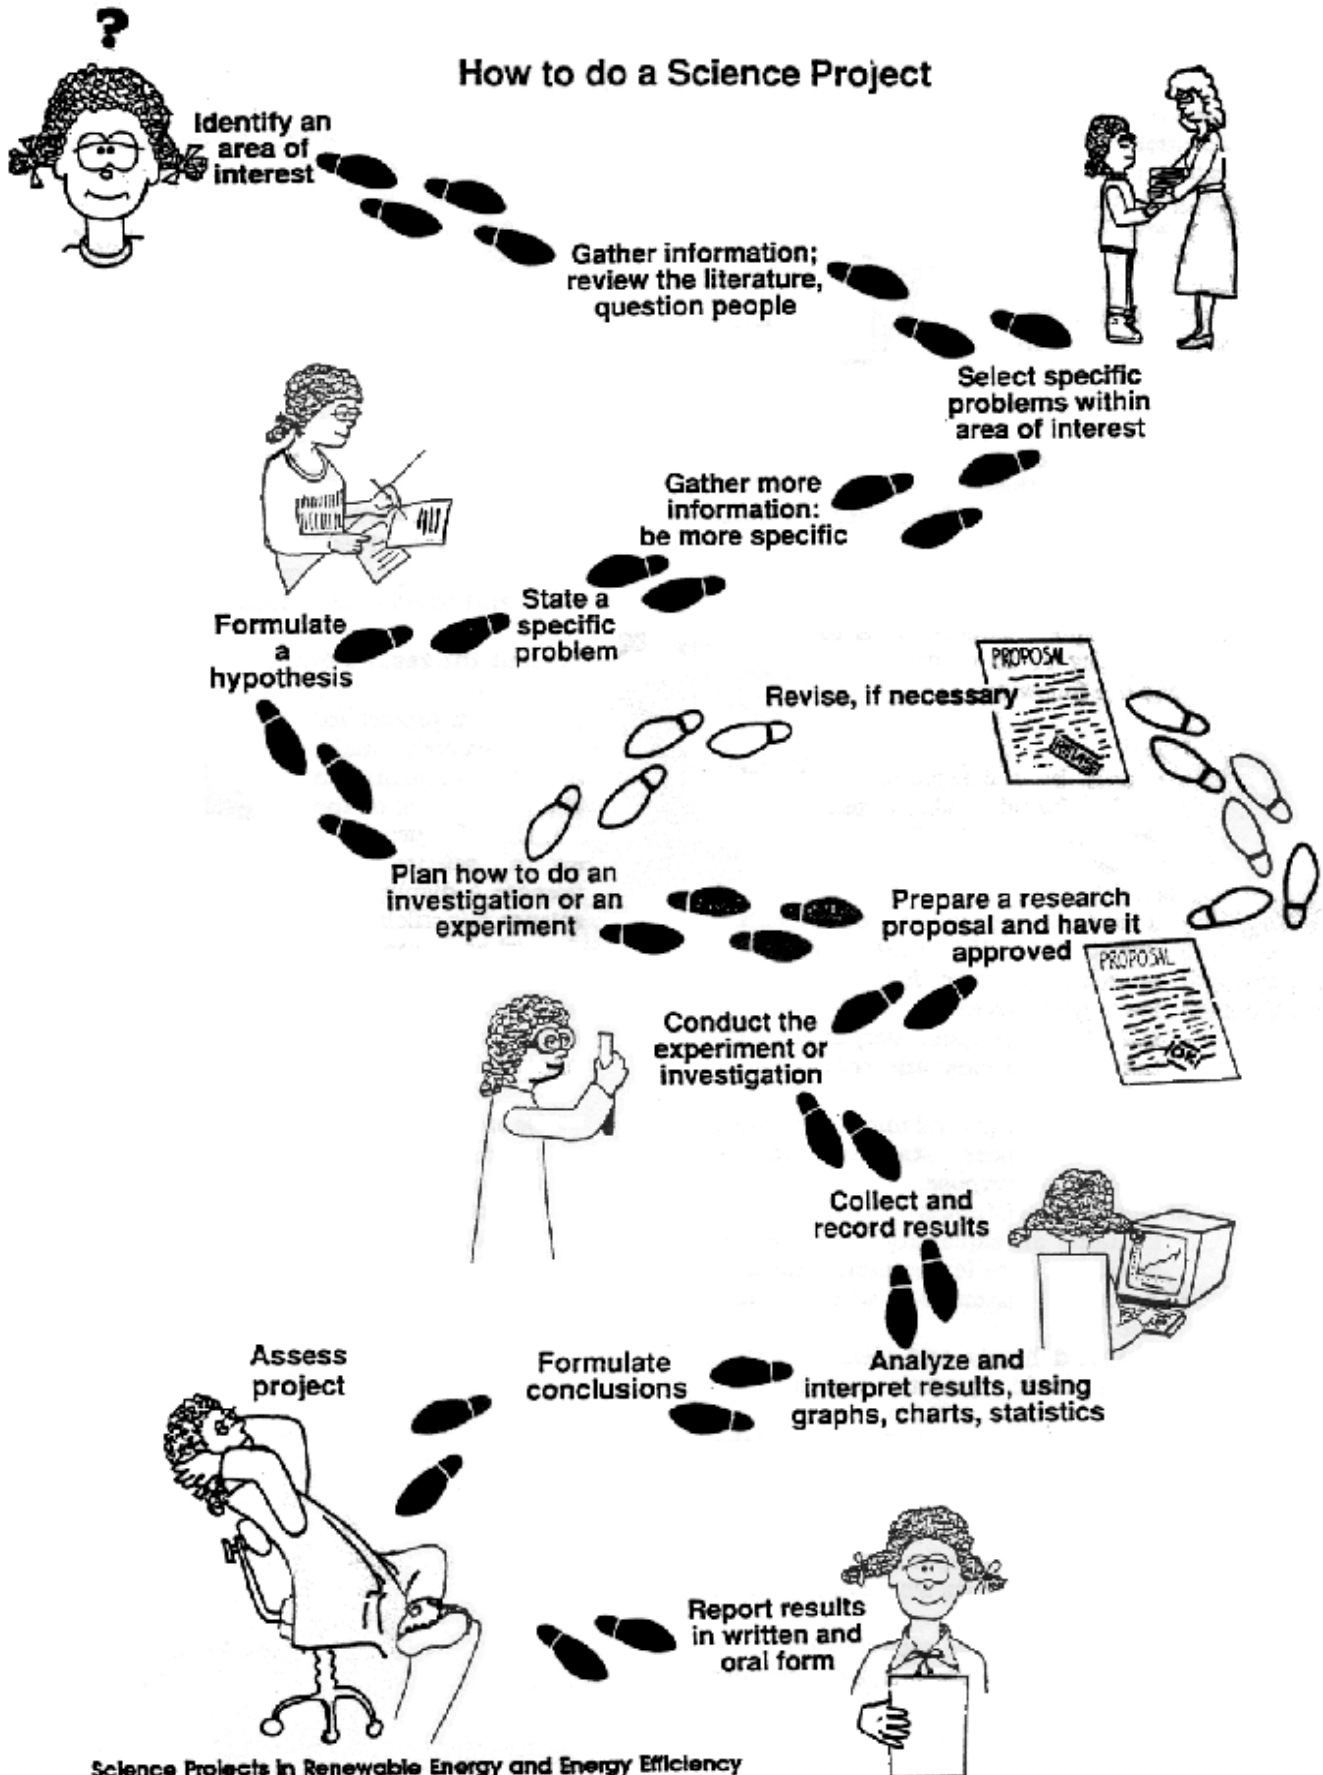 ?
How to do a Science Project
Identify an
area of
interest
Gather information;
review the literature,
question people
Select specific
problems within
area of interest
Gather more
information:
be more specific
State a
specific
problem
Formulate
a
hypothesis
PROPOSAL
Revise, if necessary
Plan how to do an
investigation or an
experiment
Prepare a research
proposal and have it
approved
PROPOSAL
OK
Conduct the
experiment or
investigation
Collect and
record results
Analyze and
interpret results, using
graphs, charts, statistics
Formulate
conclusions
Assess
project
Report results
in written and
oral form
Science Projects in Renewable Energy and Energy Efficiency